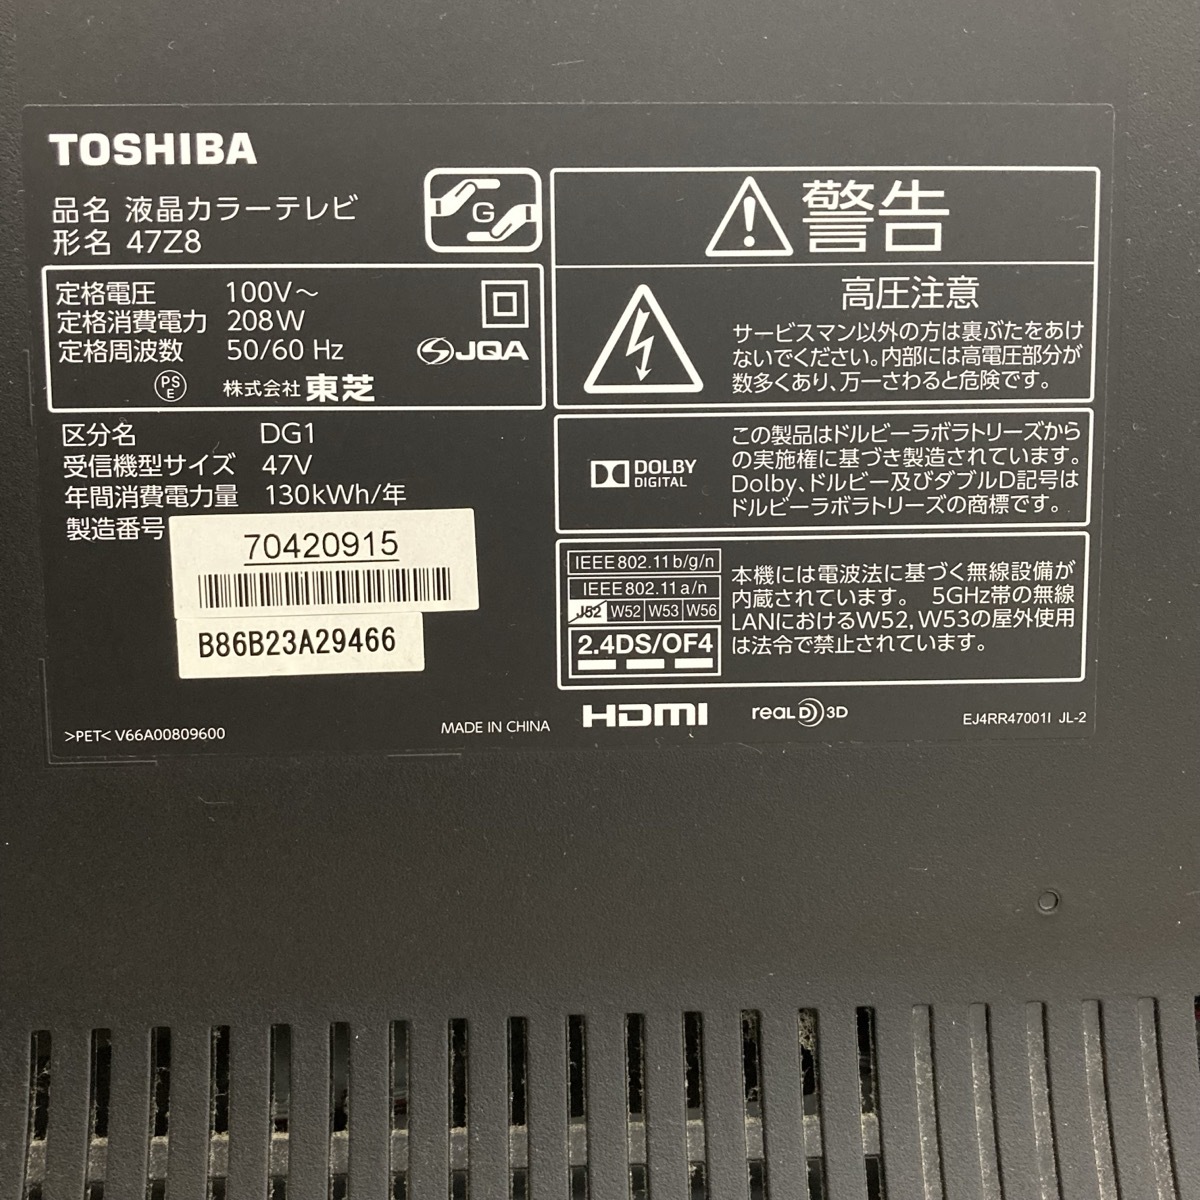 TOSHIBA
品名 液晶カラーテレビ
形名 47Z8
G
定格電圧 100V～
定格消費電力 208W
定格周波数 50/60 Hz
JQA
PS
E
株式会社 東芝
区分名 DG1
受信機型サイズ 47V
年間消費電力量 130kWh/年
製造番号
70420915
B86B23A29466
>PET< V66A00809600
MADE IN CHINA
警告
高圧注意
サービスマン以外の方は裏ぶたをあけ
ないでください。内部には高電圧部分が
数多くあり、万一さわると危険です。
DOLBY
DIGITAL
この製品はドルビーラボラトリーズから
の実施権に基づき製造されています。
Dolby、ドルビー及びダブルD記号は
ドルビーラボラトリーズの商標です。
IEEE802.11b/g/n
IEEE802.11a/n
J52 W52 W53 W56
2.4DS/OF4
本機には電波法に基づく無線設備が
内蔵されています。 5GHz帯の無線
LANにおけるW52, W53の屋外使用
は法令で禁止されています。
HDMI
REAL D 3D
EJ4RR47001I JL-2